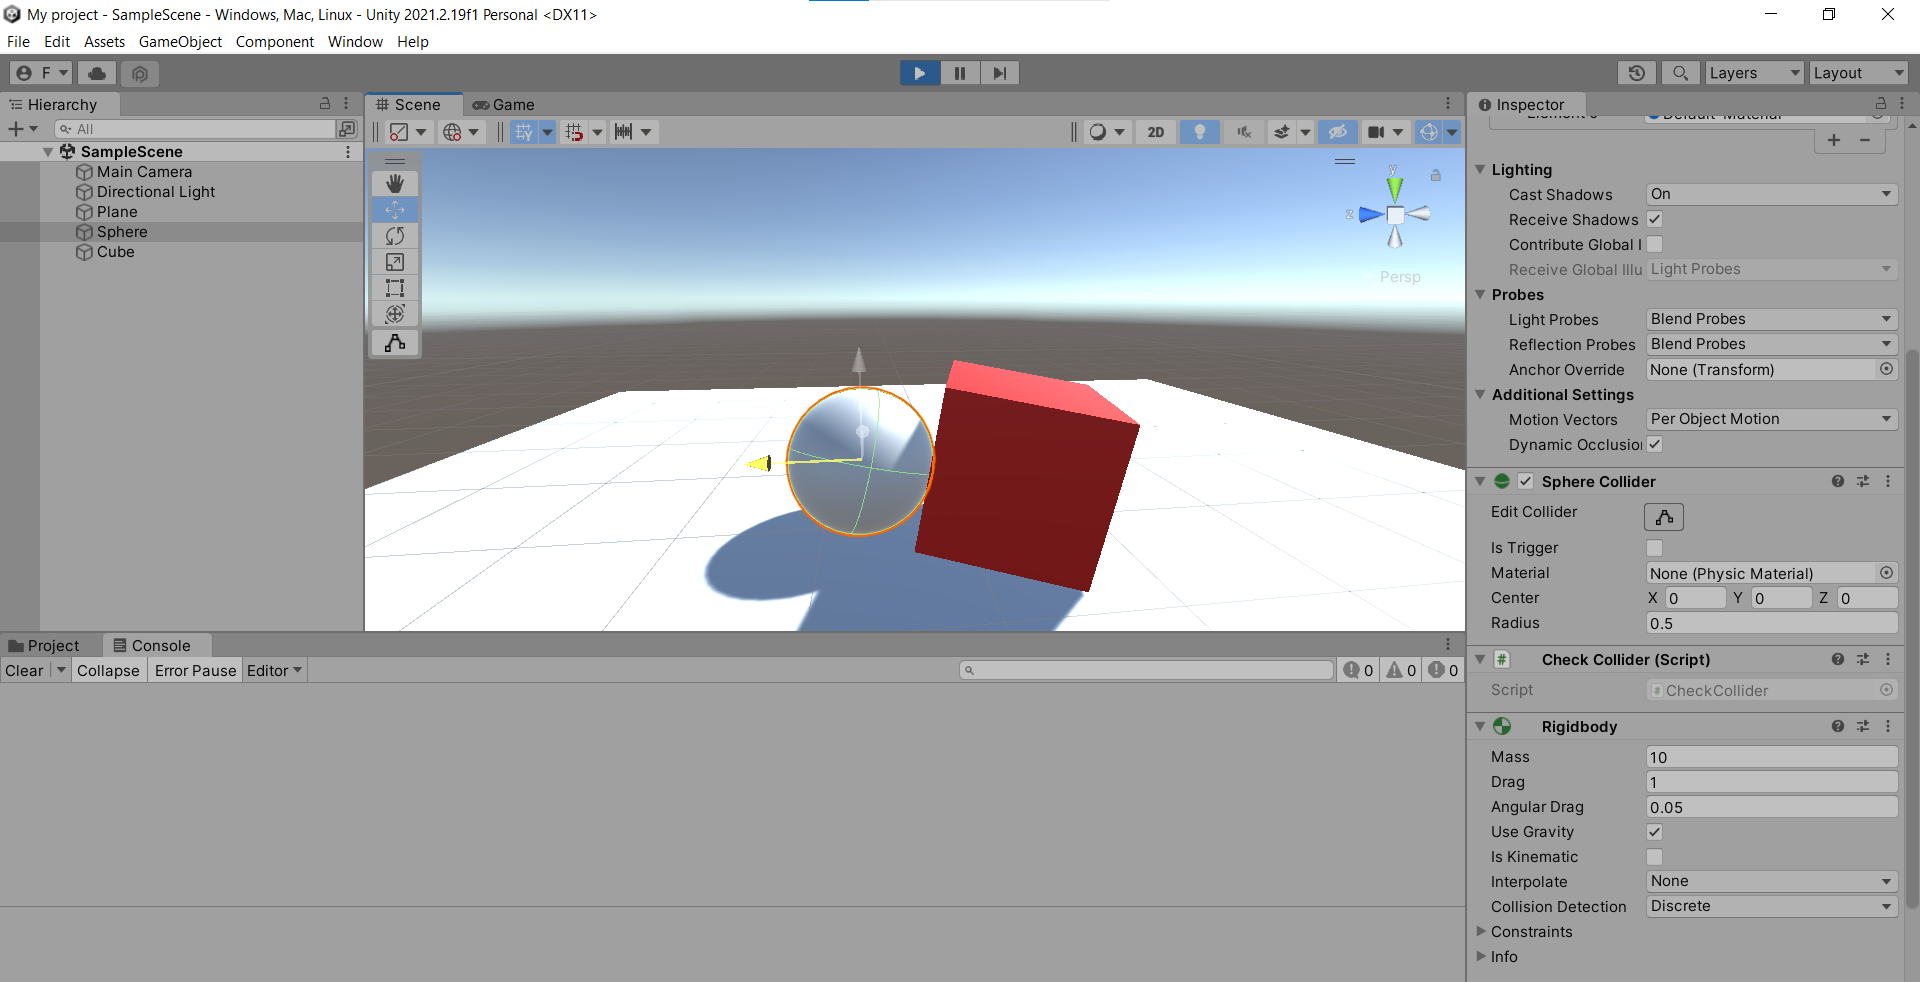 My project - SampleScene - Windows, Mac, Linux - Unity 2021.2.19f1 Personal <DX11>
File Edit Assets GameObject Component Window Help
F
Layers
Layout
Hierarchy
All
SampleScene
Main Camera
Directional Light
Plane
Sphere
Cube
Scene
Game
2D
y
z
Persp
Project
Console
Clear
Collapse
Error Pause
Editor
0
0
0
Inspector
Lighting
Cast Shadows On
Receive Shadows
Contribute Global I
Receive Global Illu Light Probes
Probes
Light Probes Blend Probes
Reflection Probes Blend Probes
Anchor Override None (Transform)
Additional Settings
Motion Vectors Per Object Motion
Dynamic Occlusion
Sphere Collider
Edit Collider
Is Trigger
Material None (Physic Material)
Center X 0 Y 0 Z 0
Radius 0.5
# Check Collider (Script)
Script # CheckCollider
Rigidbody
Mass 10
Drag 1
Angular Drag 0.05
Use Gravity
Is Kinematic
Interpolate None
Collision Detection Discrete
Constraints
Info